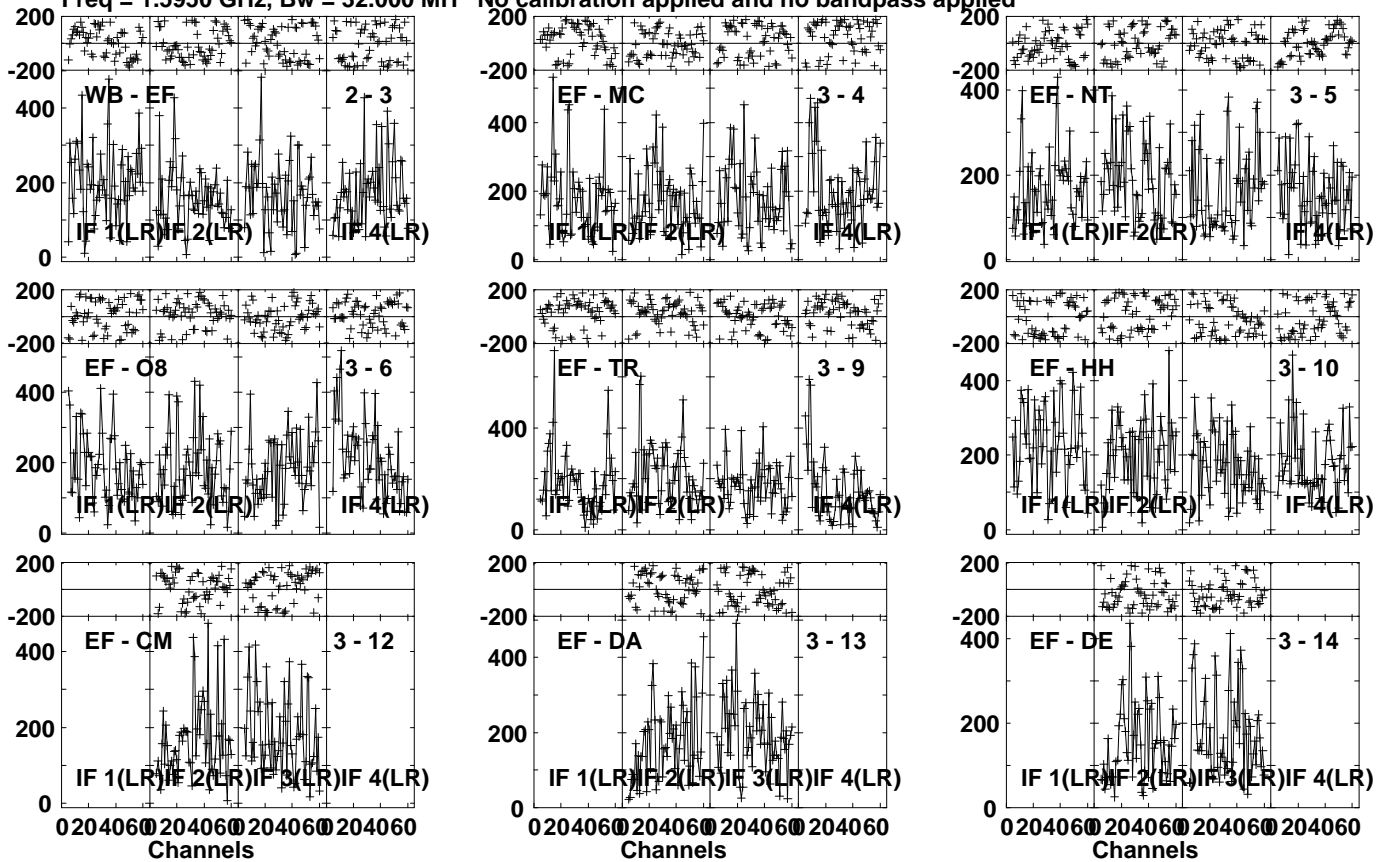 Freq = 1.5950 GHz, Bw = 32.000 MH No calibration applied and no bandpass applied
200 200 200
-200 -200 -200
WB - EF 2 - 3 EF - MC 3 - 4 EF - NT 3 - 5
400 400 400
200 200 200
IF 1(LR) IF 2(LR) IF 4(LR) IF 1(LR) IF 2(LR) IF 4(LR) IF 1(LR) IF 2(LR) IF 4(LR)
0 0 0
200 200 200
-200 -200 -200
EF - O8 3 - 6 EF - TR 3 - 9 EF - HH 3 - 10
400 400 400
200 200
IF 1(LR) IF 2(LR) IF 4(LR) IF 1(LR) IF 2(LR) IF 4(LR) IF 1(LR) IF 2(LR) IF 4(LR)
0 0 0
200 200 200
-200 -200 -200
EF - CM 3 - 12 EF - DA 3 - 13 EF - DE 3 - 14
400 400 400
200 200 200
IF 1(LR) IF 2(LR) IF 3(LR) IF 4(LR) IF 1(LR) IF 2(LR) IF 3(LR) IF 4(LR) IF 1(LR) IF 2(LR) IF 3(LR) IF 4(LR)
0 0 0
0 20 40 60 0 20 40 60 0 20 40 60 0 20 40 60 0 20 40 60 0 20 40 60 0 20 40 60 0 20 40 60 0 20 40 60 0 20 40 60 0 20 40 60 0 20 40 60
Channels Channels Channels